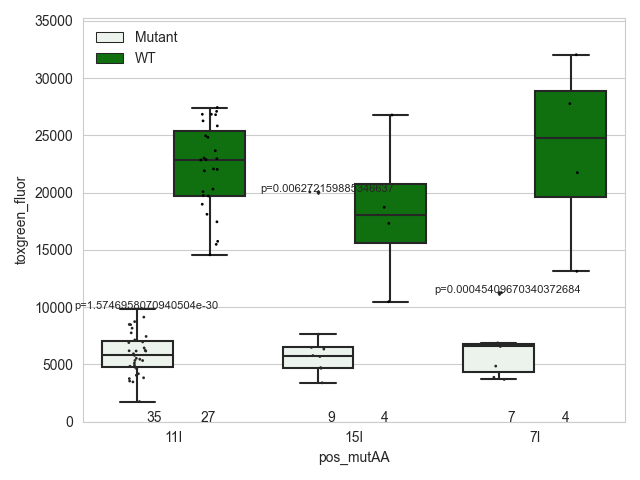 Mutant
WT
35000
30000
25000
20000
15000
10000
5000
0
toxgreen_fluor
p=1.5746958070940504e-30
p=0.006272159885346637
p=0.00045409670340372684
35 27 9 4 7 4
11I 15I 7I
pos_mutAA